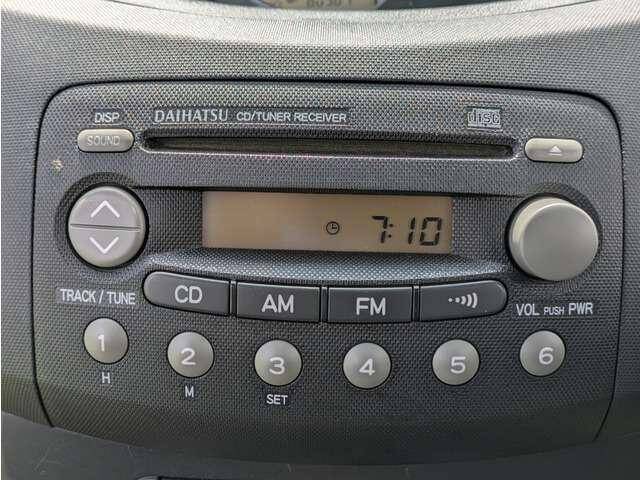 DISP DAIHATSU CD/TUNER RECEIVER disc
SOUND
7:10
CD AM FM
TRACK / TUNE VOL PUSH PWR
1 2 3 4 5 6
H M SET